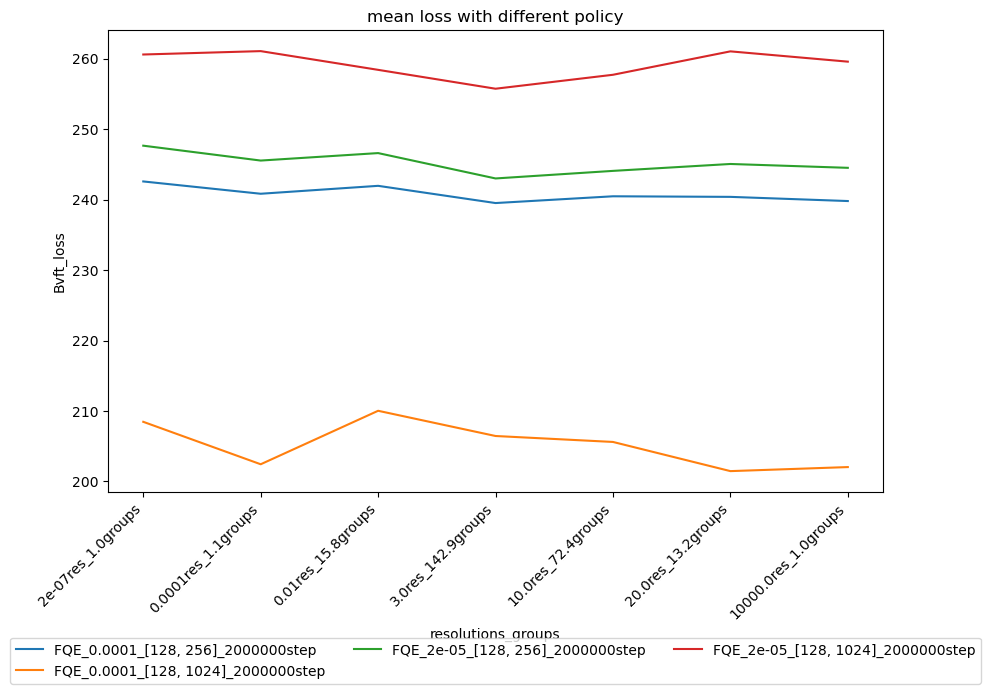 mean loss with different policy
Bvft_loss
260
250
240
230
220
210
200
2e-07res_1.0groups
0.0001res_1.1groups
0.01res_15.8groups
3.0res_142.9groups
10.0res_72.4groups
20.0res_13.2groups
10000.0res_1.0groups
resolutions_groups
FQE_0.0001_[128, 256]_2000000step
FQE_2e-05_[128, 256]_2000000step
FQE_2e-05_[128, 1024]_2000000step
FQE_0.0001_[128, 1024]_2000000step